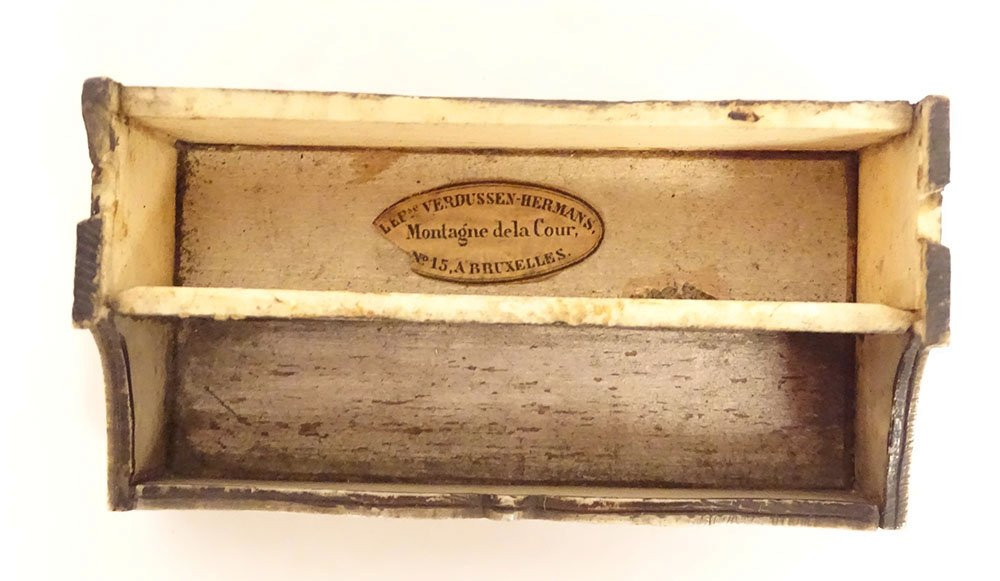 VERDUSSEN-HERMANS,
Montagne dela Cour,
No 15, A BRUXELLES.